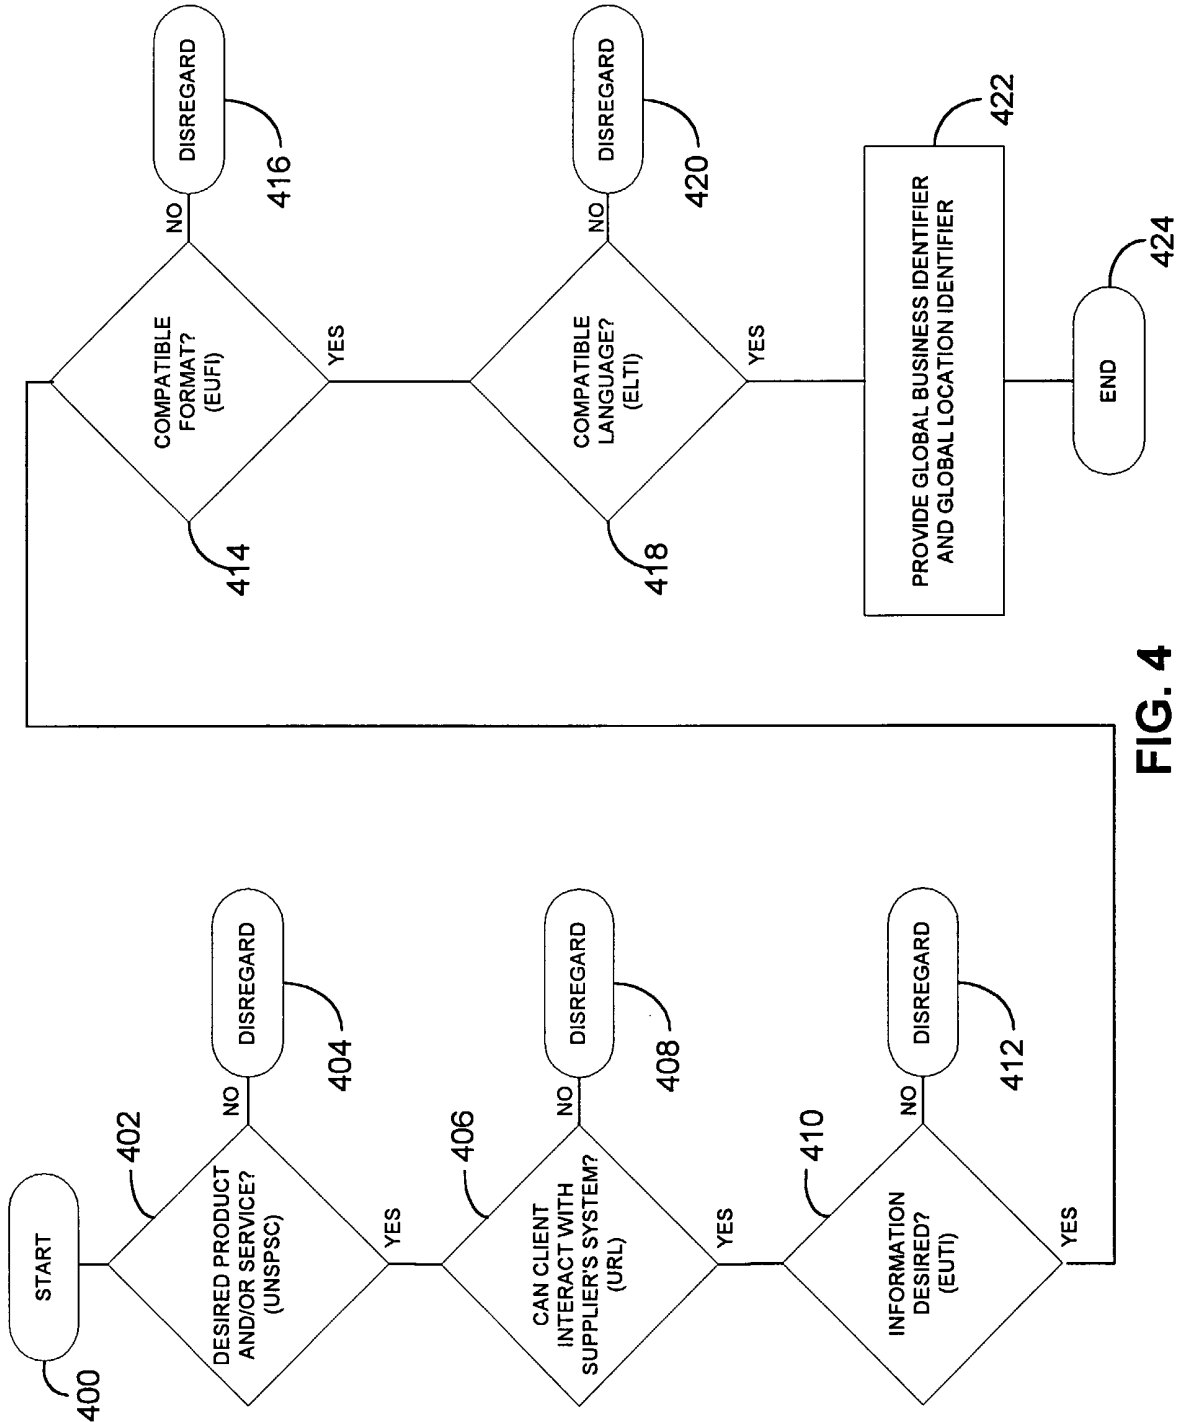 START
400
402
DESIRED PRODUCT
AND/OR SERVICE?
(UNSPSC)
NO
DISREGARD
404
YES
406
CAN CLIENT
INTERACT WITH
SUPPLIER'S SYSTEM?
(URL)
NO
DISREGARD
408
YES
410
INFORMATION
DESIRED?
(EUTI)
NO
DISREGARD
412
YES
COMPATIBLE
FORMAT?
(EUFI)
414
NO
DISREGARD
416
YES
COMPATIBLE
LANGUAGE?
(ELTI)
418
NO
DISREGARD
420
YES
PROVIDE GLOBAL BUSINESS IDENTIFIER
AND GLOBAL LOCATION IDENTIFIER
422
END
424
FIG. 4